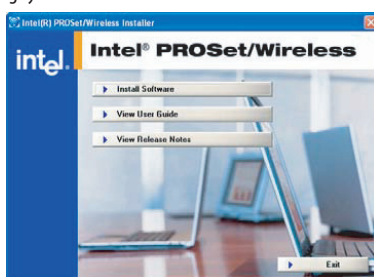 Intel(R) PROSet/Wireless Installer
intel.
Intel® PROSet/Wireless
Install Software
View User Guide
View Release Notes
Exit